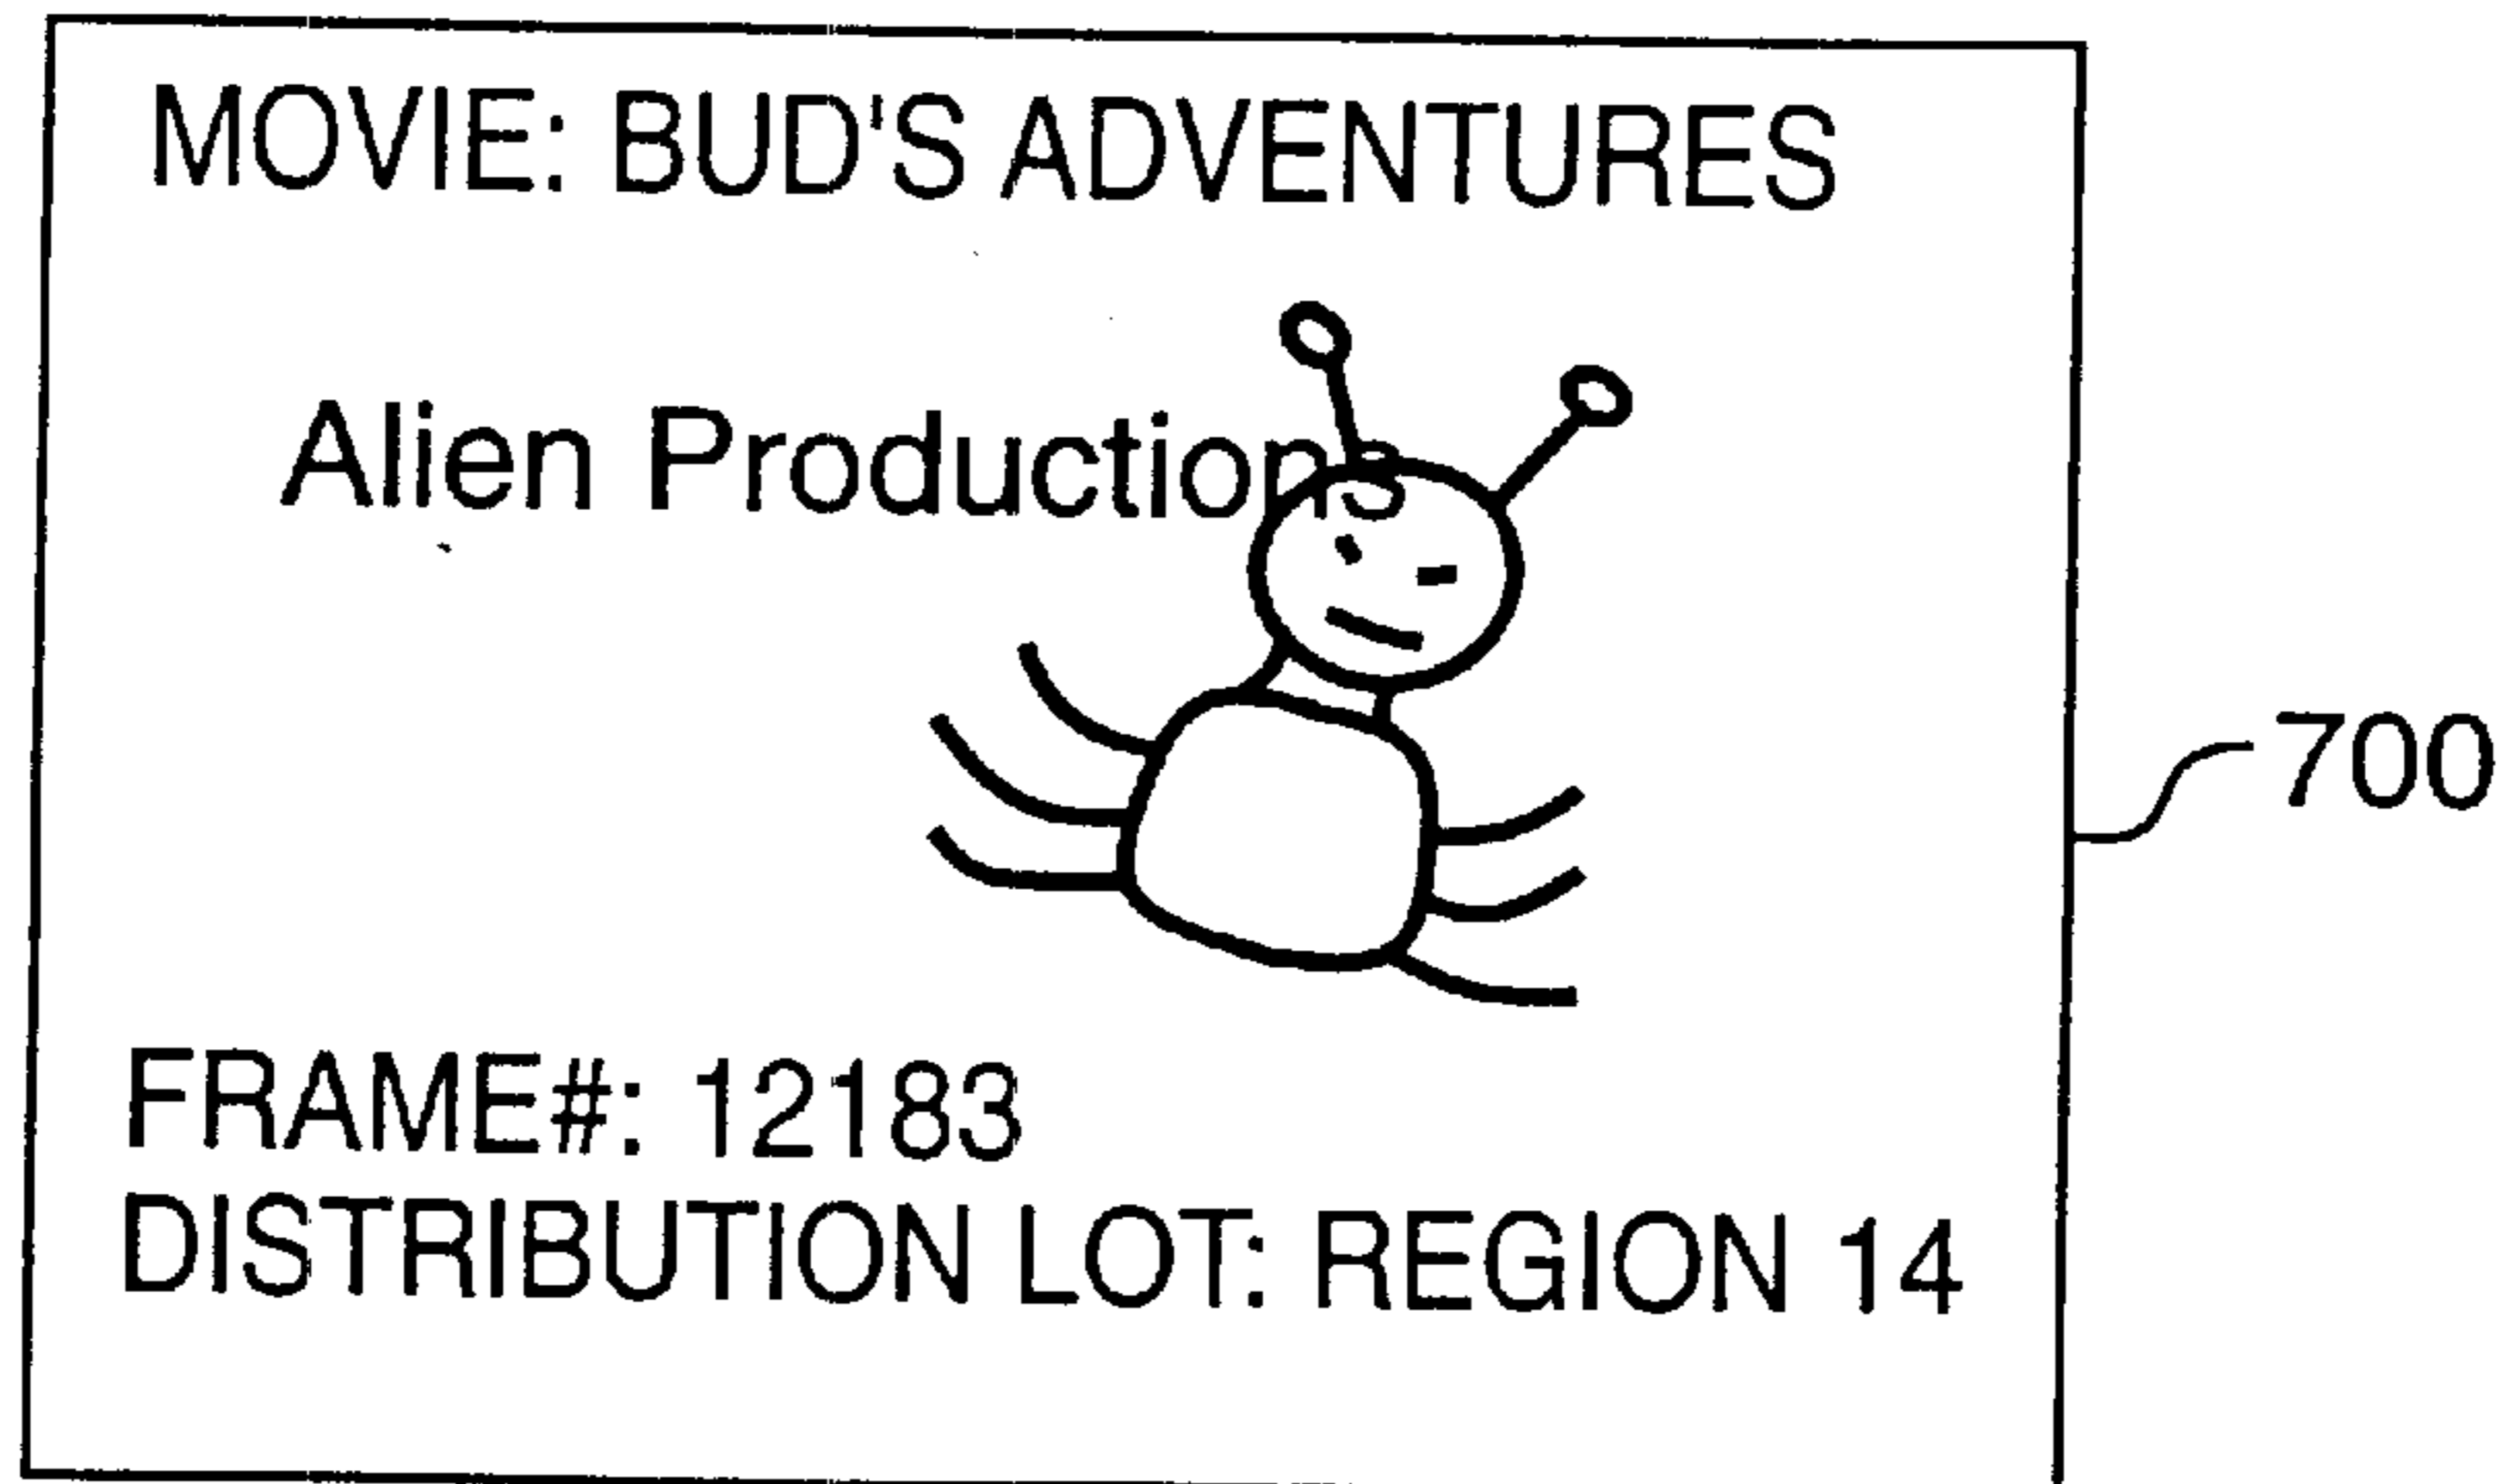 MOVIE: BUD'S ADVENTURES
Alien Productions
700
FRAME#: 12183
DISTRIBUTION LOT: REGION 14